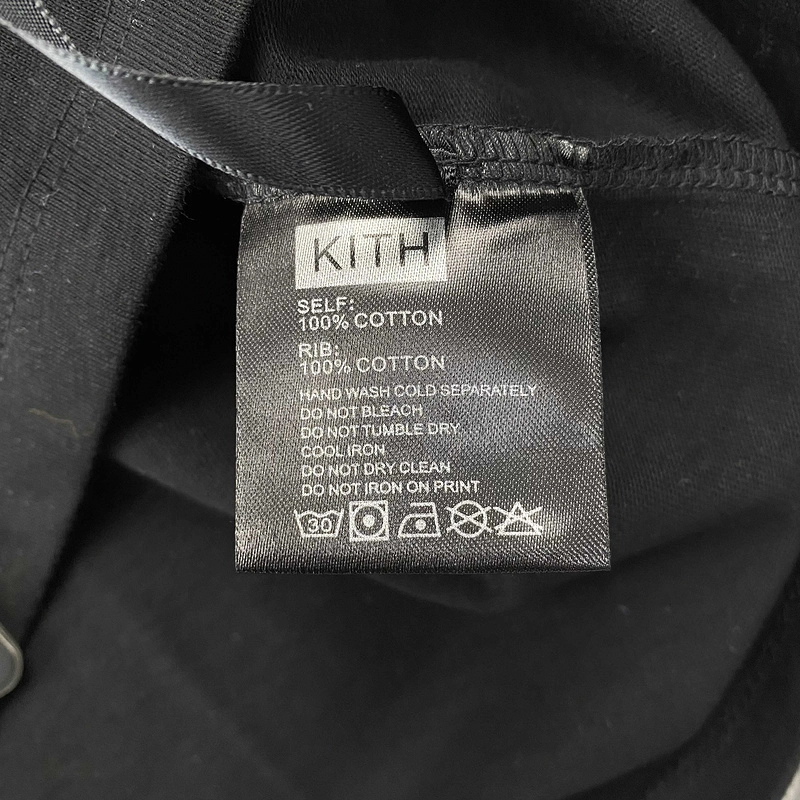 KITH
SELF:
100% COTTON
RIB:
100% COTTON
HAND WASH COLD SEPARATELY
DO NOT BLEACH
DO NOT TUMBLE DRY
COOL IRON
DO NOT DRY CLEAN
DO NOT IRON ON PRINT
30